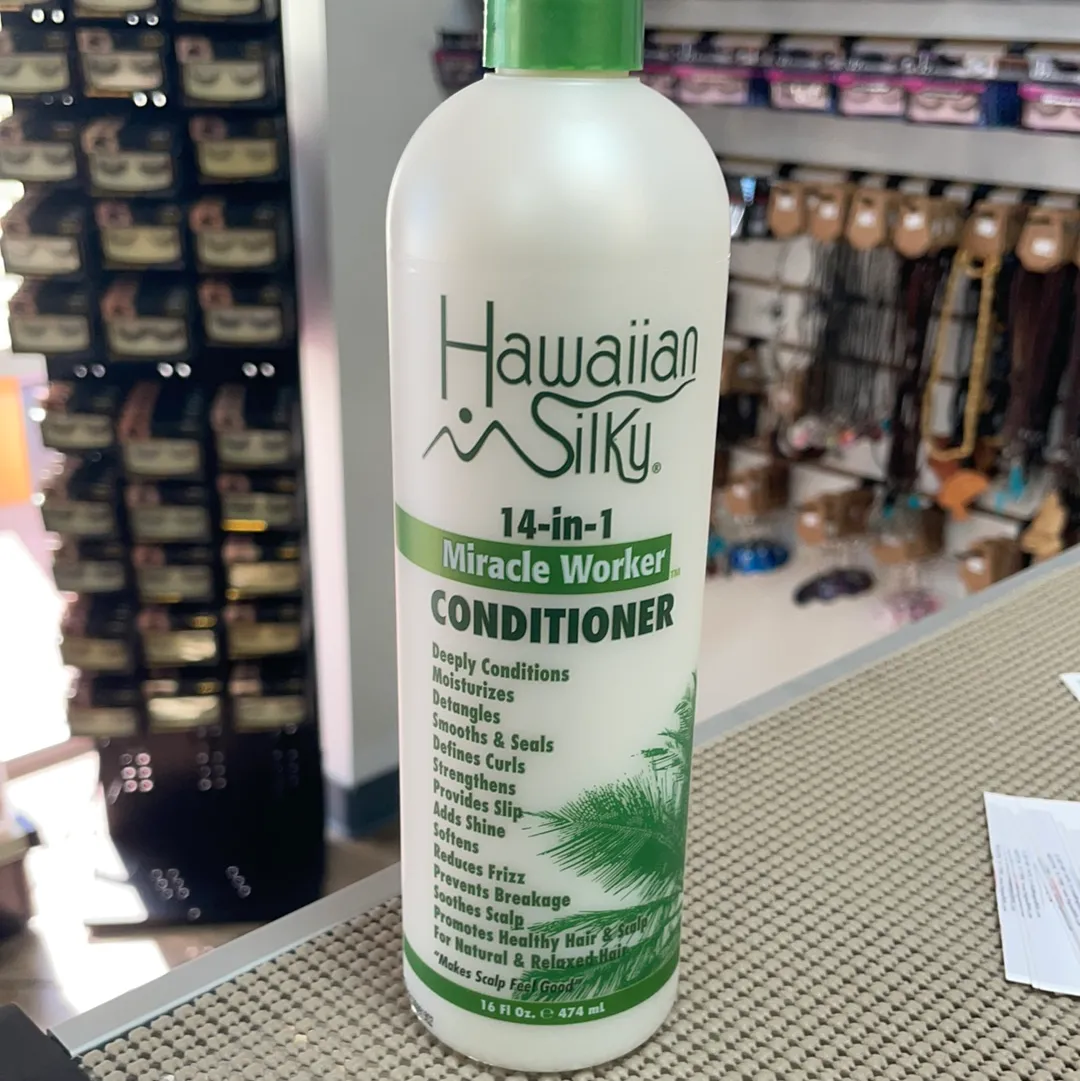 Hawaiian
Silky®
14-in-1
Miracle Worker™
CONDITIONER
Deeply Conditions
Moisturizes
Detangles
Smooths & Seals
Defines Curls
Strengthens
Provides Slip
Adds Shine
Softens
Reduces Frizz
Prevents Breakage
Soothes Scalp
Promotes Healthy Hair & Scalp
For Natural & Relaxed Hair
"Makes Scalp Feel Good"
16 Fl Oz. ℮ 474 mL